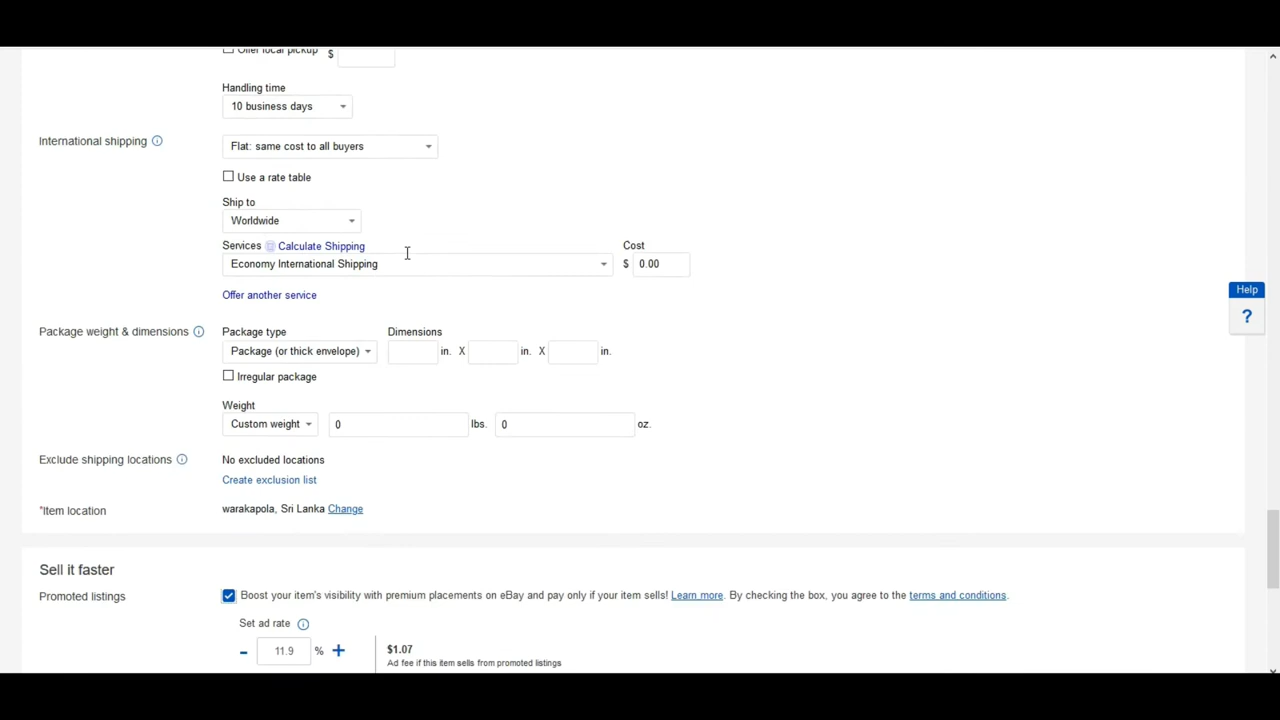 Offer local pickup $
Handling time
10 business days
International shipping
Flat: same cost to all buyers
Use a rate table
Ship to
Worldwide
Services Calculate Shipping Cost
Economy International Shipping $ 0.00
Offer another service
Help
?
Package weight & dimensions Package type Dimensions
Package (or thick envelope) in. X in. X in.
Irregular package
Weight
Custom weight 0 lbs. 0 oz.
Exclude shipping locations No excluded locations
Create exclusion list
*Item location warakapola, Sri Lanka Change
Sell it faster
Promoted listings Boost your item's visibility with premium placements on eBay and pay only if your item sells! Learn more. By checking the box, you agree to the terms and conditions.
Set ad rate
- 11.9 % + $1.07
Ad fee if this item sells from promoted listings